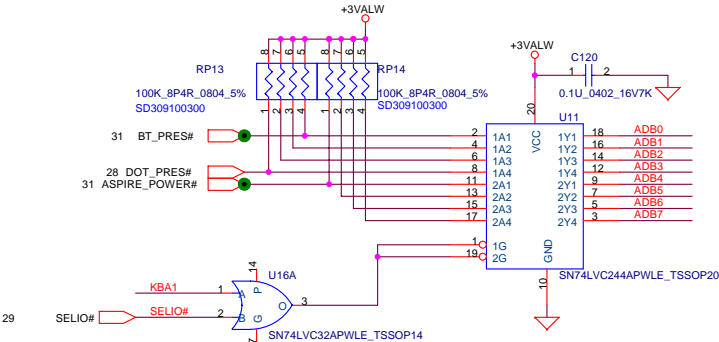 +3VALW
8 7 6 5 8 7 6 5
RP13 RP14
100K_8P4R_0804_5% 100K_8P4R_0804_5%
SD309100300 SD309100300
1 2 3 4 1 2 3 4
+3VALW
C120
1 2
0.1U_0402_16V7K
20
U11
31 BT_PRES# 2 1A1 VCC 1Y1 18 ADB0
4 1A2 1Y2 16 ADB1
6 1A3 1Y3 14 ADB2
28 DOT_PRES# 8 1A4 1Y4 12 ADB3
31 ASPIRE_POWER# 11 2A1 2Y1 9 ADB4
13 2A2 2Y2 7 ADB5
15 2A3 2Y3 5 ADB6
17 2A4 2Y4 3 ADB7
1 1G
19 2G GND
10
SN74LVC244APWLE_TSSOP20
14 U16A
KBA1 1 A P
O 3
29 SELIO# SELIO# 2 B G
7 SN74LVC32APWLE_TSSOP14